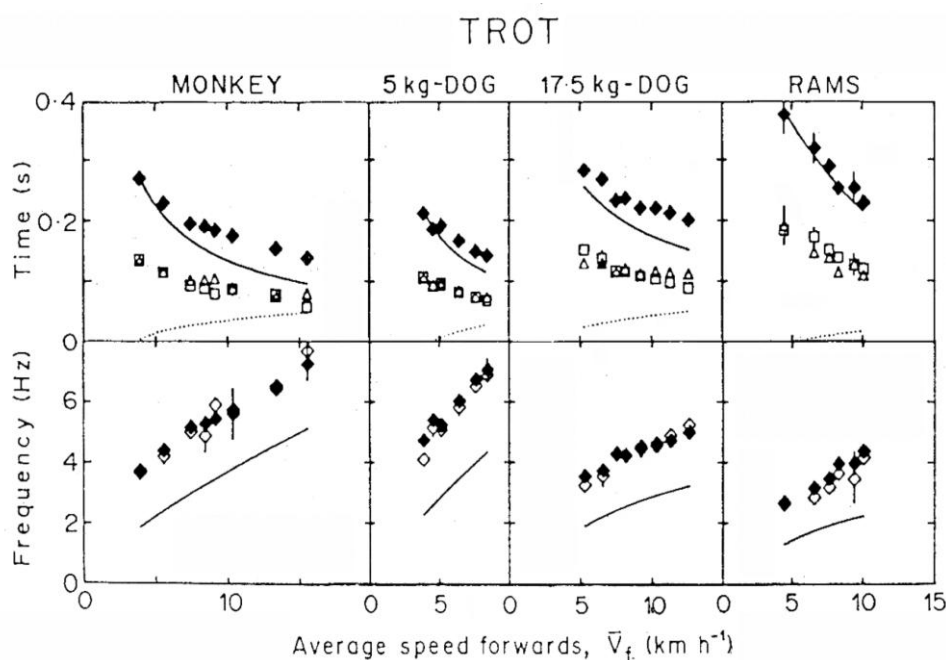 TROT
MONKEY 5 kg-DOG 17·5 kg-DOG RAMS
0·4
0·2
0
Time (s)
6
4
2
0
Frequency (Hz)
0 10 0 5 0 5 10 0 5 10 15
Average speed forwards, V̄f (km h⁻¹)